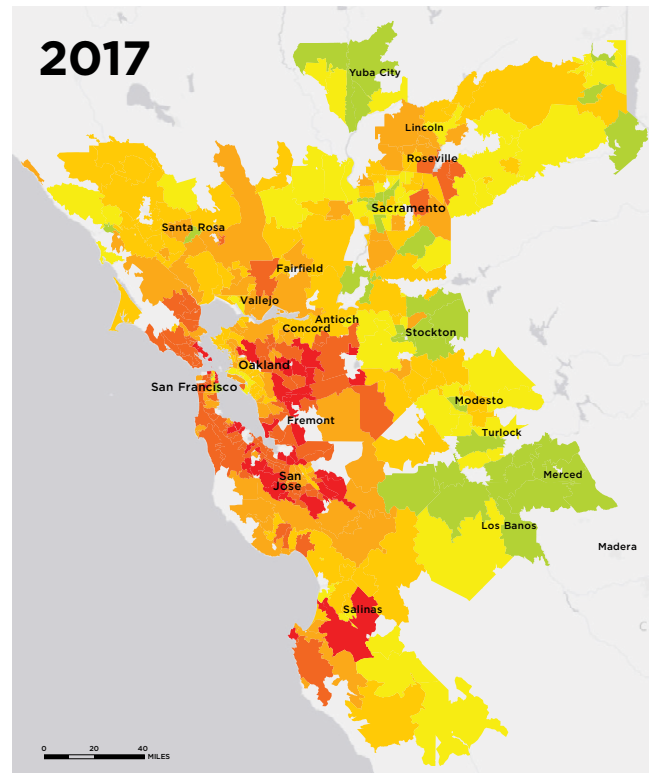 2017
Yuba City
Lincoln
Roseville
Sacramento
Santa Rosa
Fairfield
Vallejo
Antioch
Concord
Stockton
Oakland
San Francisco
Modesto
Fremont
Turlock
San
Jose
Merced
Los Banos
Madera
Salinas
0 20 40
MILES